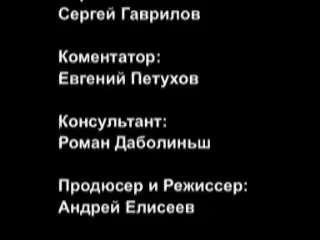 Сергей Гаврилов
Коментатор:
Евгений Петухов
Консультант:
Роман Даболиньш
Продюсер и Режиссер:
Андрей Елисеев